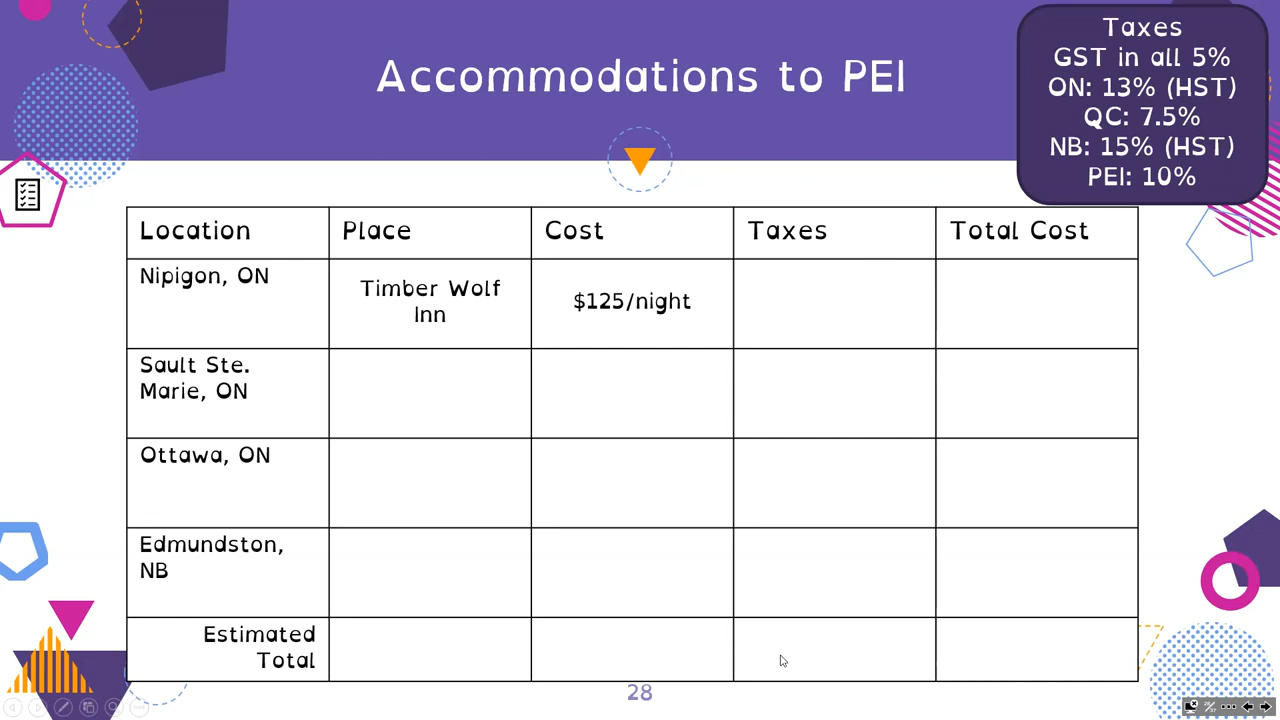 Accommodations to PEI
Taxes
GST in all 5%
ON: 13% (HST)
QC: 7.5%
NB: 15% (HST)
PEI: 10%
Location Place Cost Taxes Total Cost
Nipigon, ON
Timber Wolf
Inn
$125/night
Sault Ste.
Marie, ON
Ottawa, ON
Edmundston,
NB
Estimated
Total
28